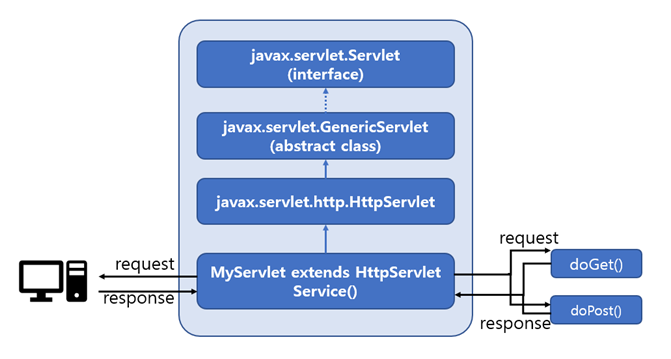 javax.servlet.Servlet
(interface)
javax.servlet.GenericServlet
(abstract class)
javax.servlet.http.HttpServlet
request
response
MyServlet extends HttpServlet
Service()
request
doGet()
doPost()
response